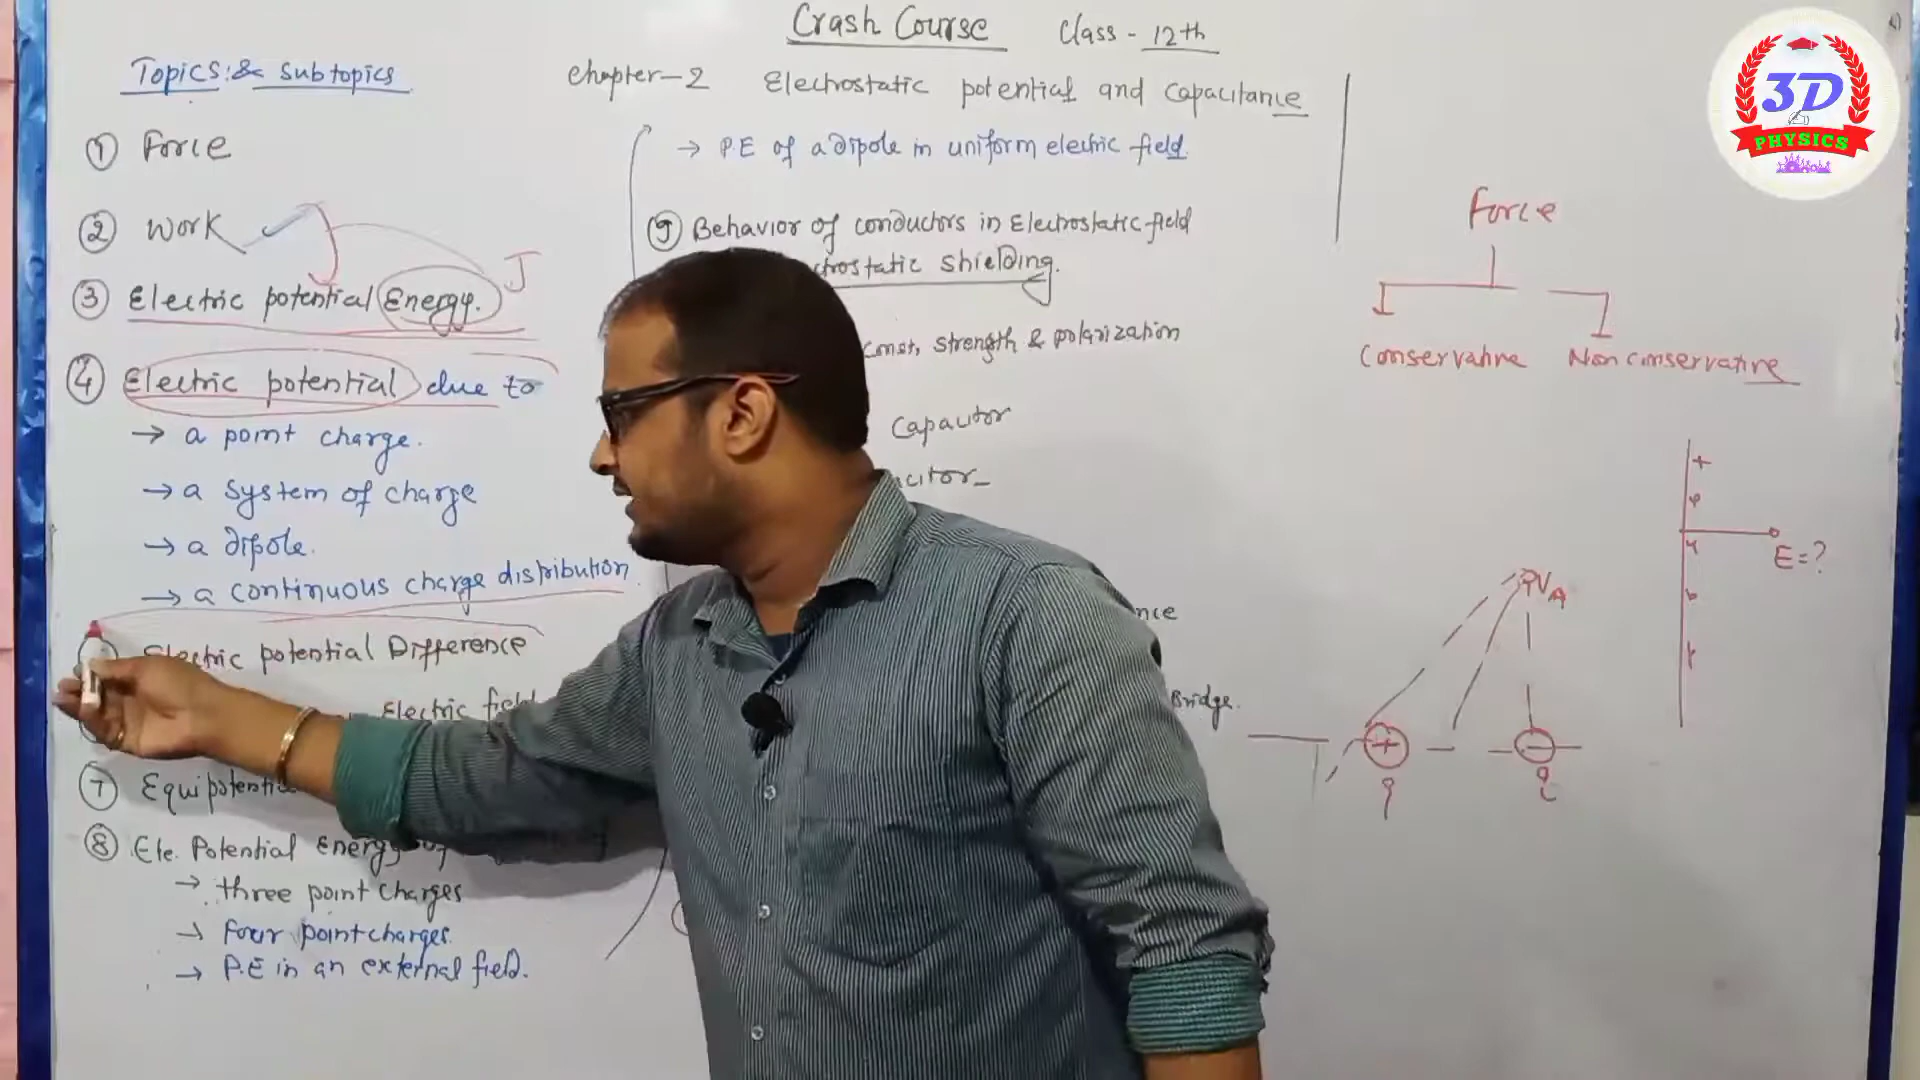 Crash Course Class - 12th
Topics & subtopics
Chapter-2 Electrostatic potential and capacitance
① Force
② Work
③ Electric potential Energy.
J
④ Electric potential due to
→ a point charge.
→ a system of charge
→ a dipole.
→ a continuous charge distribution
Electric potential Difference
Electric field
⑦
⑧ Ele. Potential Energy of
→ three point charges
→ Four point charges.
→ P.E in an external field.
→ P.E of a dipole in uniform electric field.
⑨ Behavior of conductors in Electrostatic field
shielding.
const, strength & polarization
Capacitor
Bridge.
Force
Conservative Nonconservative
+
E=?
VA
+ −
q
3D
PHYSICS